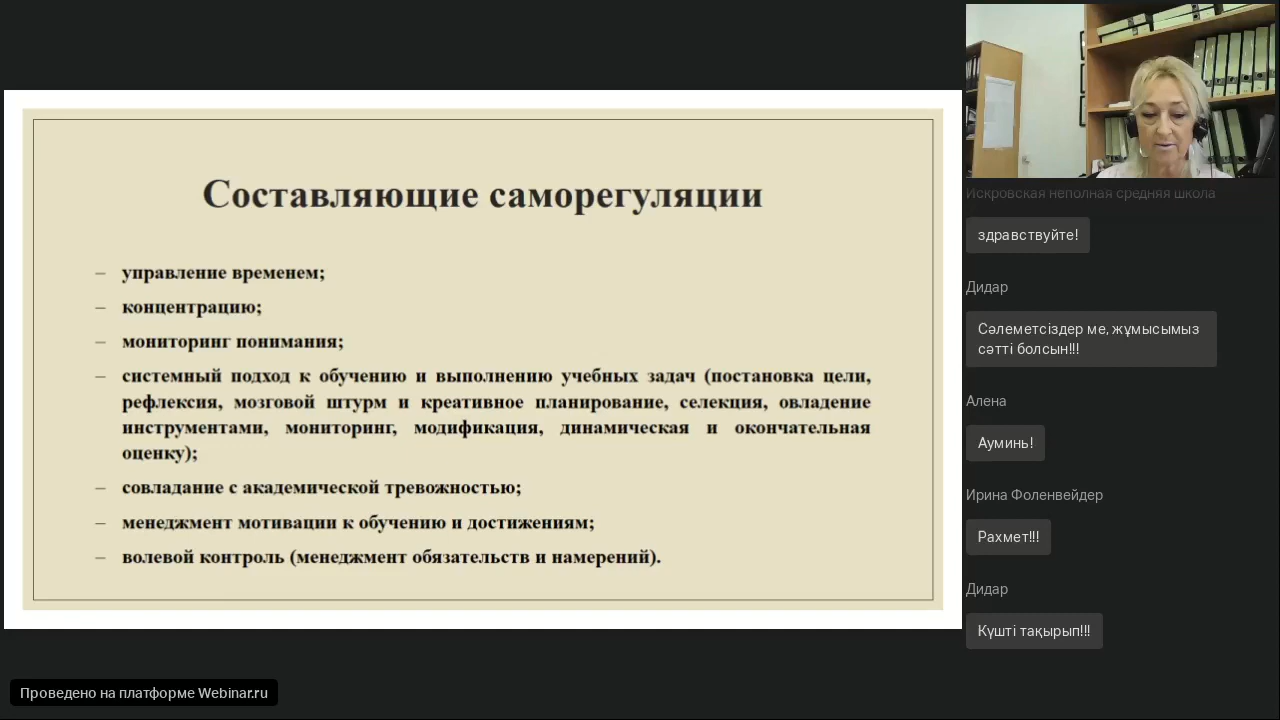 Составляющие саморегуляции
– управление временем;
– концентрацию;
– мониторинг понимания;
– системный подход к обучению и выполнению учебных задач (постановка цели,
рефлексия, мозговой штурм и креативное планирование, селекция, овладение
инструментами, мониторинг, модификация, динамическая и окончательная
оценку);
– совладание с академической тревожностью;
– менеджмент мотивации к обучению и достижениям;
– волевой контроль (менеджмент обязательств и намерений).
Искровская неполная средняя школа
здравствуйте!
Дидар
Сәлеметсіздер ме, жұмысымыз
сәтті болсын!!!
Алена
Ауминь!
Ирина Фоленвейдер
Рахмет!!!
Дидар
Күшті тақырып!!!
Проведено на платформе Webinar.ru